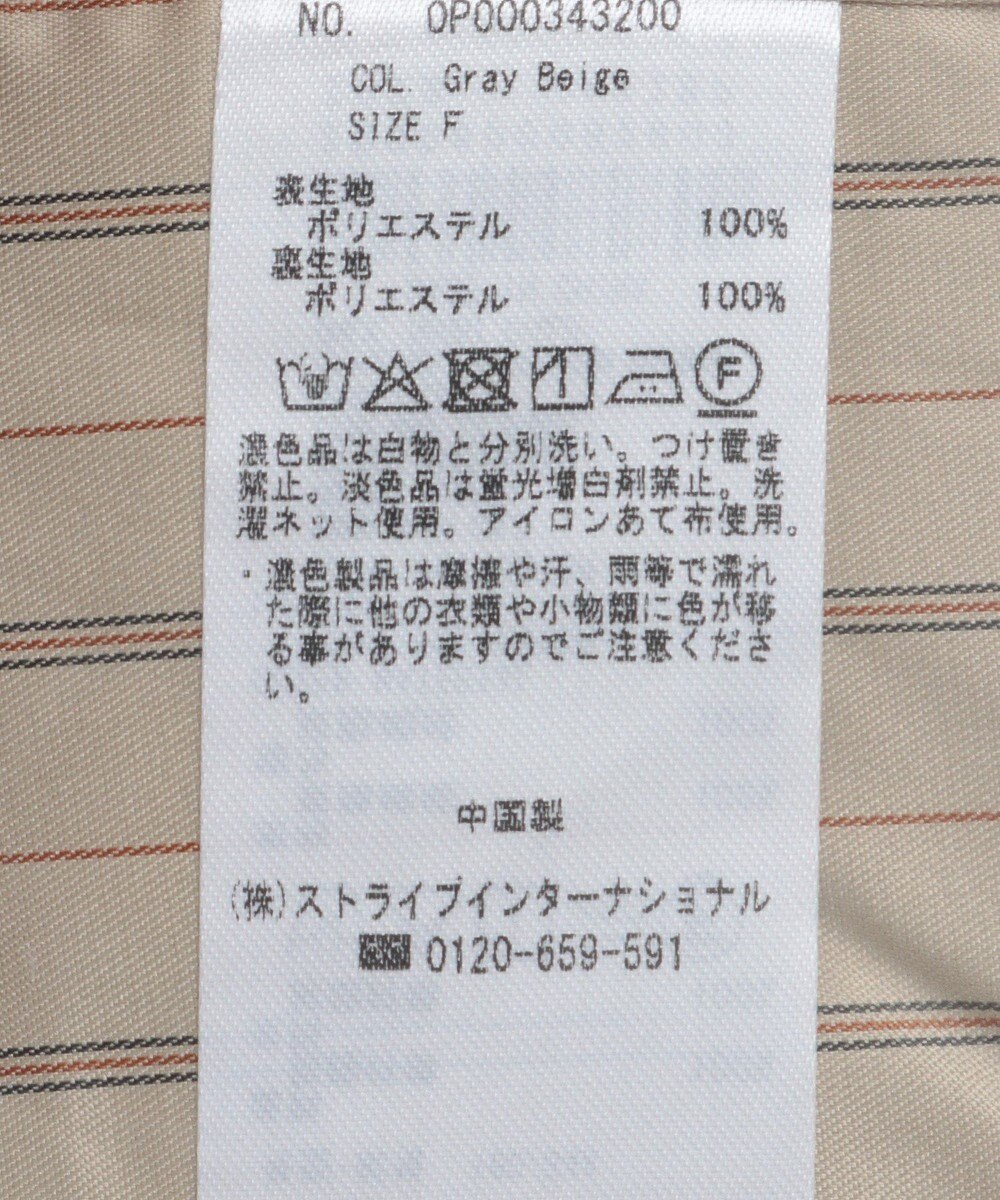 NO. OP000343200
COL. Gray Beige
SIZE F
表生地
ポリエステル 100%
裏生地
ポリエステル 100%
F
濃色品は白物と分別洗い。つけ置き
禁止。淡色品は蛍光増白剤禁止。洗
濯ネット使用。アイロンあて布使用。
・濃色製品は摩擦や汗、雨等で濡れ
た際に他の衣類や小物類に色が移
る事がありますのでご注意くださ
い。
中国製
(株)ストライプインターナショナル
0120-659-591